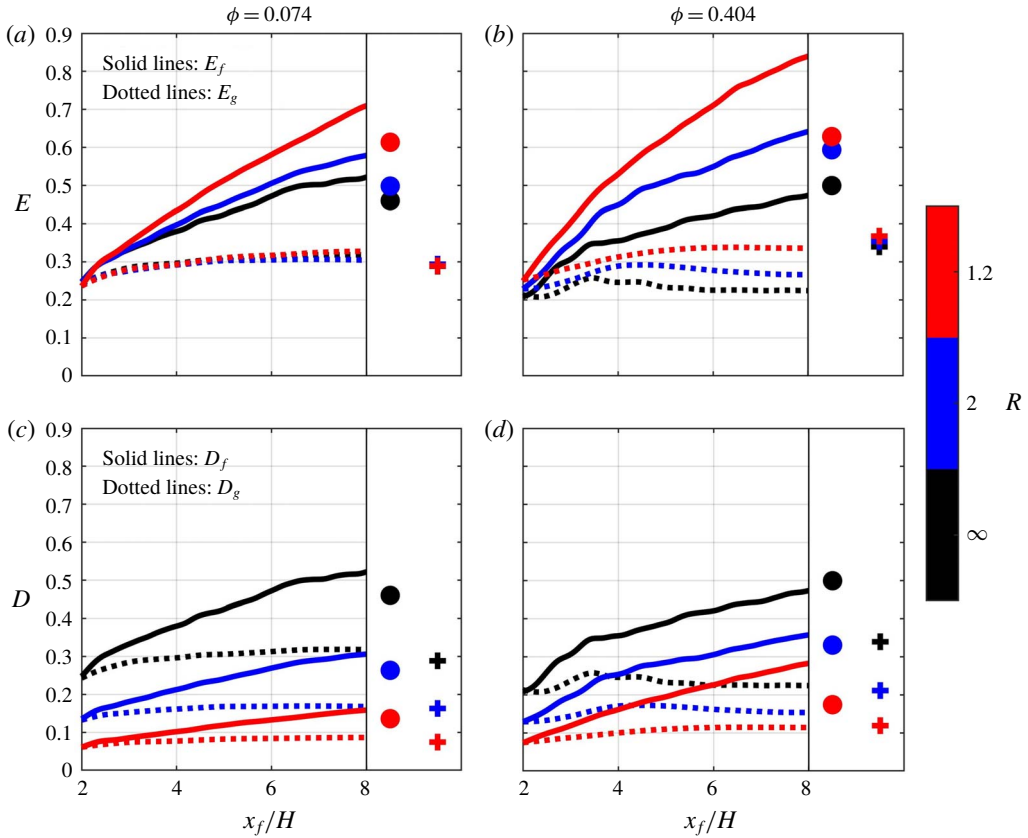 ϕ = 0.074
ϕ = 0.404
(a)
0.9
0.8
0.7
0.6
0.5
0.4
0.3
0.2
0.1
0
E
Solid lines: E_f
Dotted lines: E_g
(b)
(c)
0.9
0.8
0.7
0.6
0.5
0.4
0.3
0.2
0.1
0
D
Solid lines: D_f
Dotted lines: D_g
2 4 6 8
x_f/H
(d)
2 4 6 8
x_f/H
1.2
2
∞
R